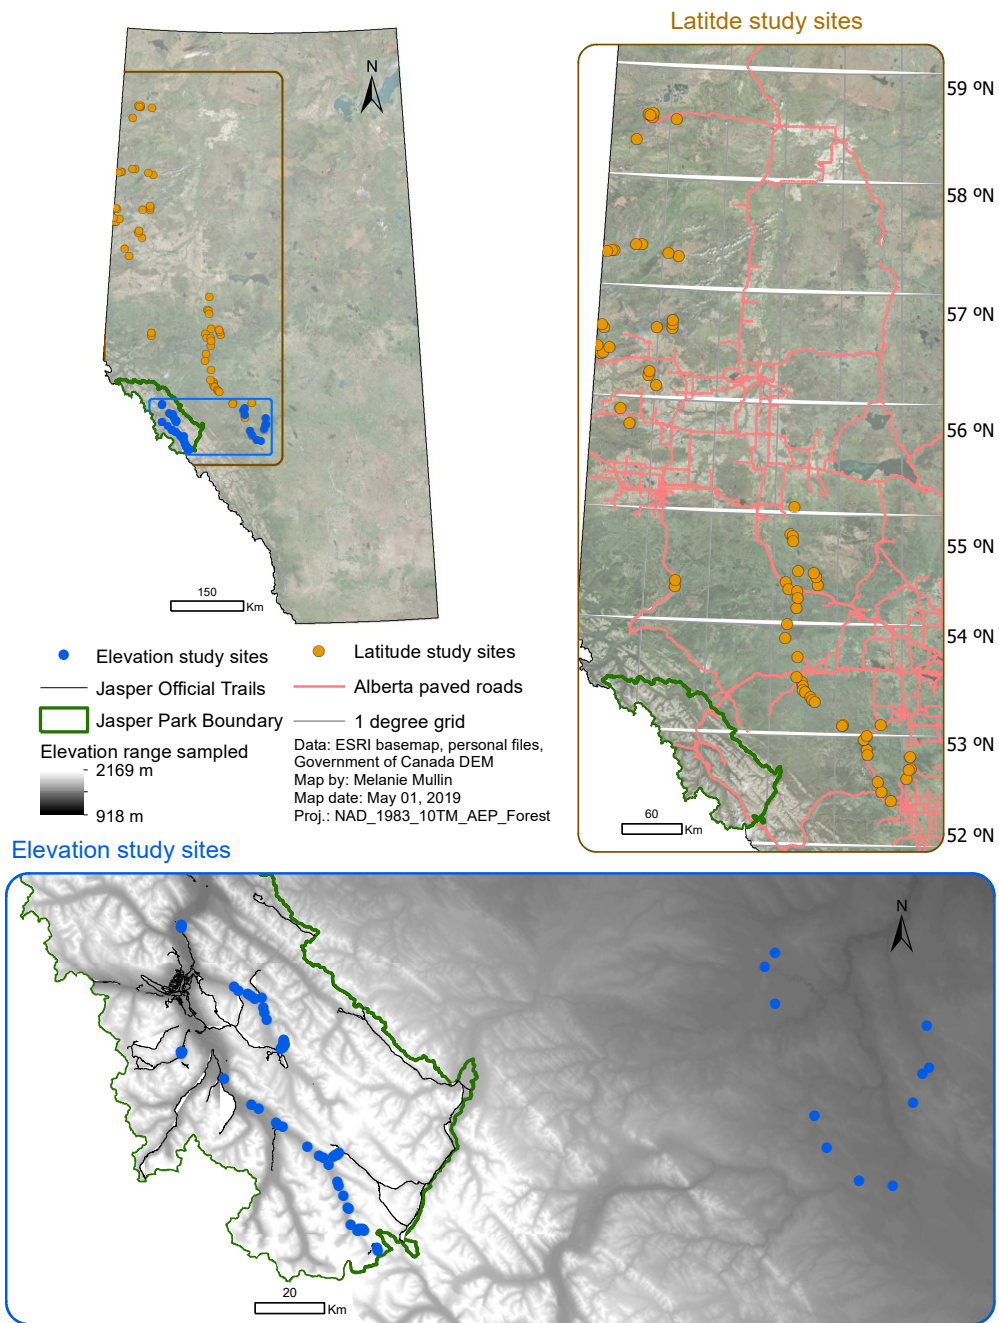 Latitde study sites
N
59 ºN
58 ºN
57 ºN
56 ºN
55 ºN
54 ºN
53 ºN
52 ºN
150
Km
60
Km
Elevation study sites
Latitude study sites
Jasper Official Trails
Alberta paved roads
Jasper Park Boundary
1 degree grid
Elevation range sampled
2169 m
918 m
Data: ESRI basemap, personal files,
Government of Canada DEM
Map by: Melanie Mullin
Map date: May 01, 2019
Proj.: NAD_1983_10TM_AEP_Forest
Elevation study sites
N
20
Km